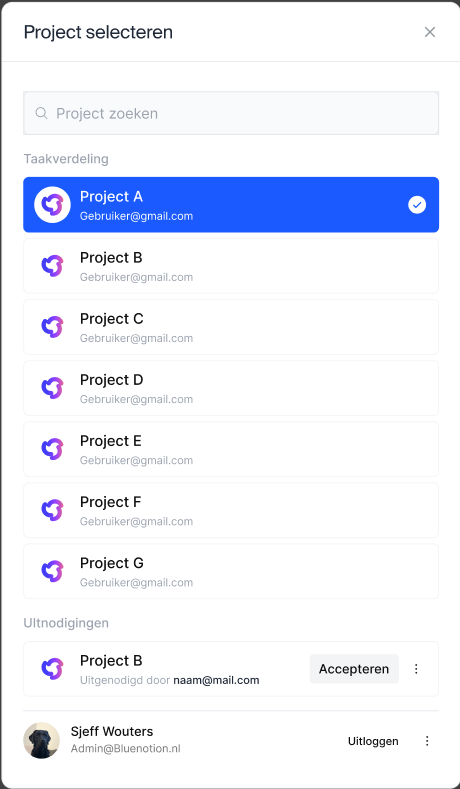 Project selecteren
Project zoeken
Taakverdeling
Project A
Gebruiker@gmail.com
Project B
Gebruiker@gmail.com
Project C
Gebruiker@gmail.com
Project D
Gebruiker@gmail.com
Project E
Gebruiker@gmail.com
Project F
Gebruiker@gmail.com
Project G
Gebruiker@gmail.com
UItnodigingen
Project B
Uitgenodigd door naam@mail.com
Accepteren
Sjeff Wouters
Admin@Bluenotion.nl
Uitloggen